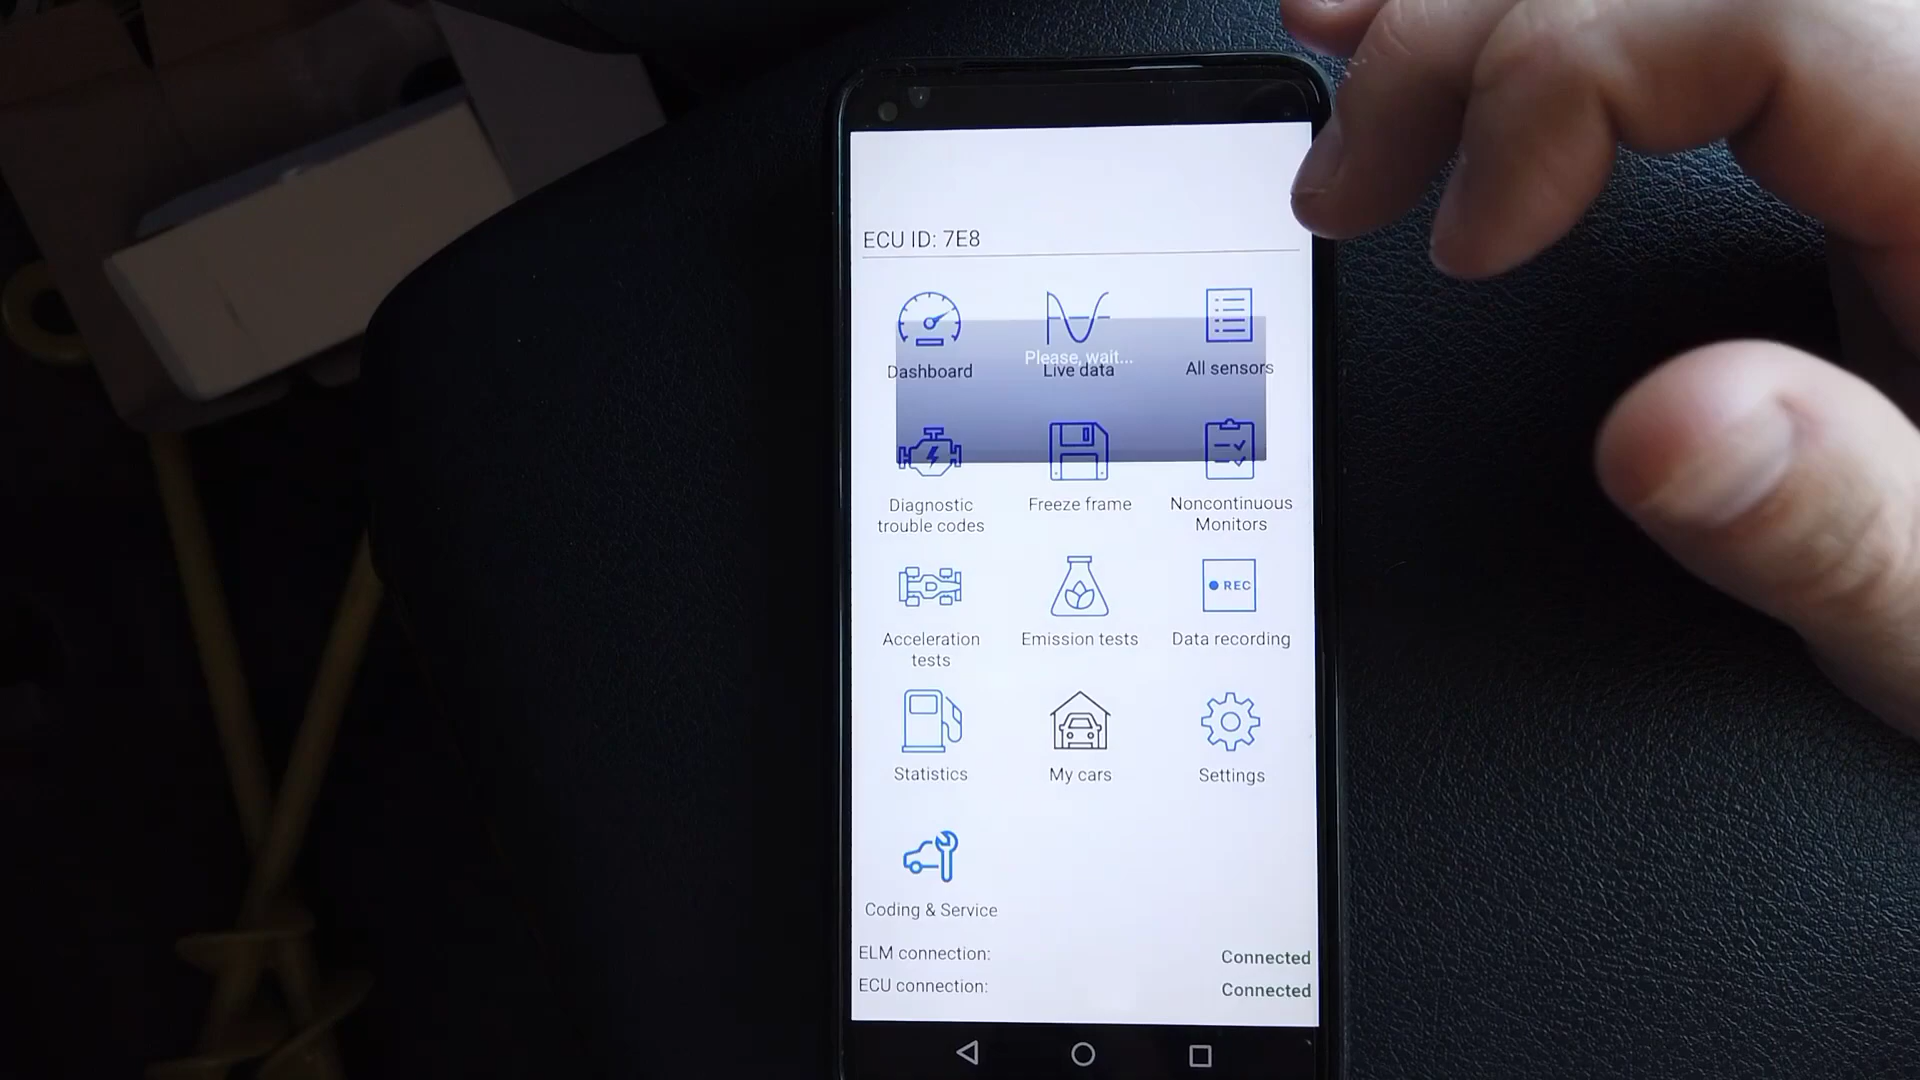 ECU ID: 7E8
Please, wait...
Dashboard
Live data
All sensors
Diagnostic
trouble codes
Freeze frame
Noncontinuous
Monitors
Acceleration
tests
Emission tests
REC
Data recording
Statistics
My cars
Settings
Coding & Service
ELM connection: Connected
ECU connection: Connected